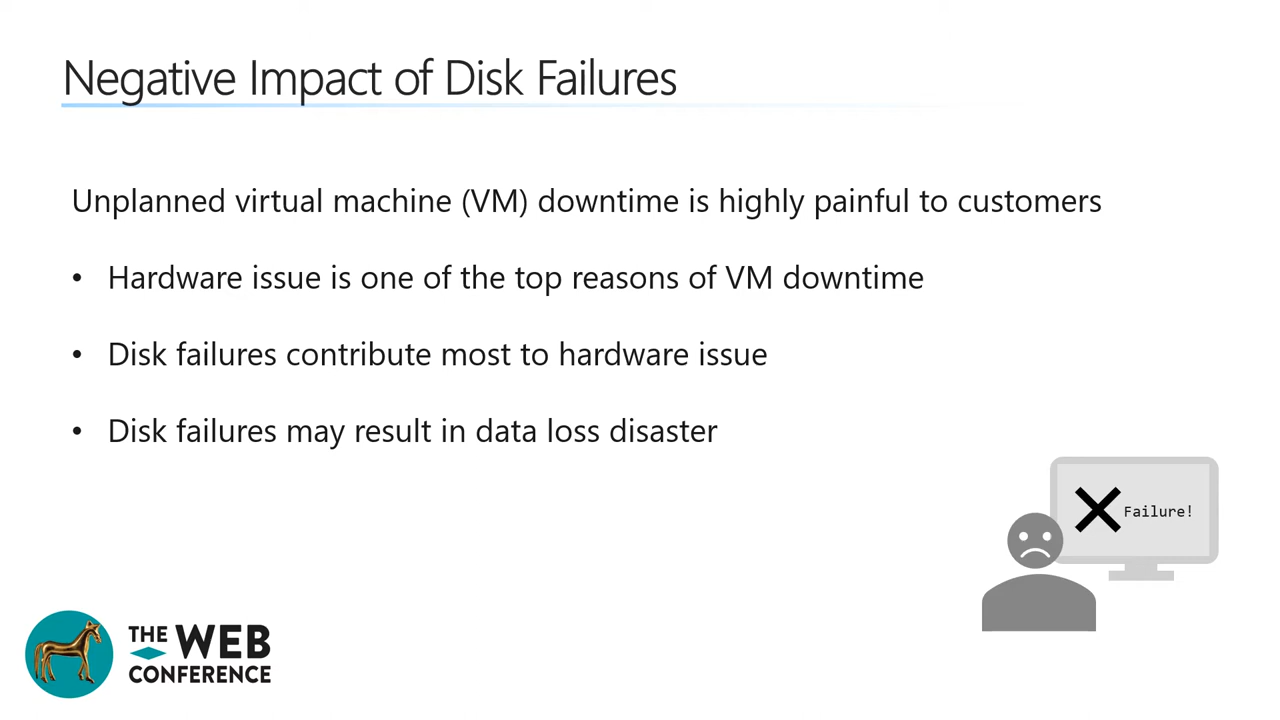 Negative Impact of Disk Failures
Unplanned virtual machine (VM) downtime is highly painful to customers
• Hardware issue is one of the top reasons of VM downtime
• Disk failures contribute most to hardware issue
• Disk failures may result in data loss disaster
Failure!
THE WEB
CONFERENCE